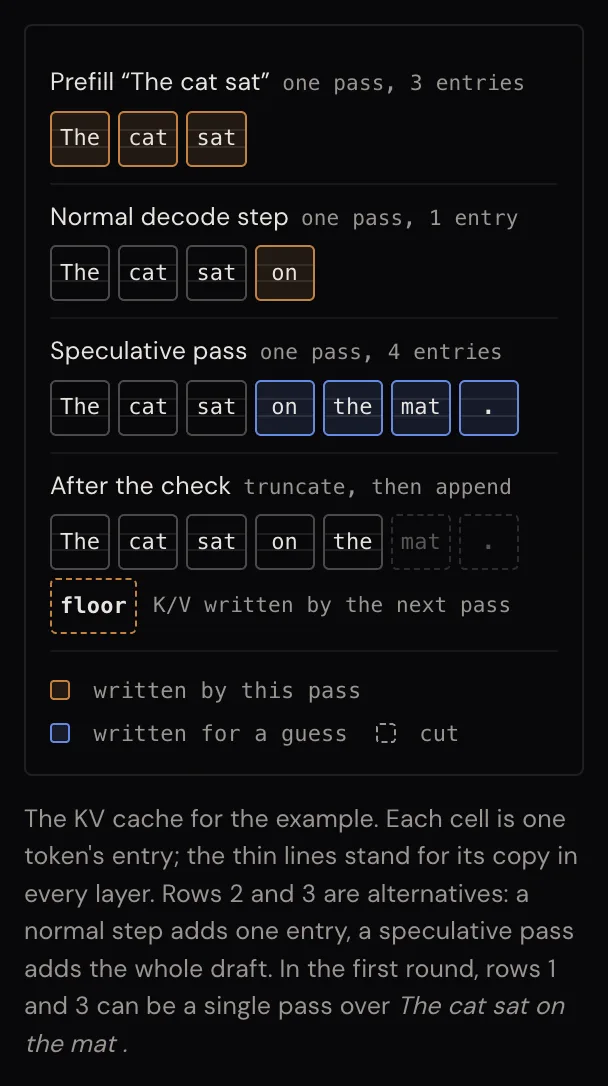 Prefill “The cat sat” one pass, 3 entries
The cat sat
Normal decode step one pass, 1 entry
The cat sat on
Speculative pass one pass, 4 entries
The cat sat on the mat .
After the check truncate, then append
The cat sat on the mat .
floor K/V written by the next pass
written by this pass
written for a guess cut
The KV cache for the example. Each cell is one
token's entry; the thin lines stand for its copy in
every layer. Rows 2 and 3 are alternatives: a
normal step adds one entry, a speculative pass
adds the whole draft. In the first round, rows 1
and 3 can be a single pass over The cat sat on
the mat .